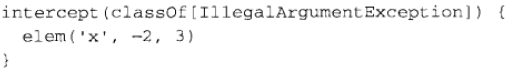 intercept(classOf[IllegalArgumentException]) {
  elem('x', -2, 3)
}